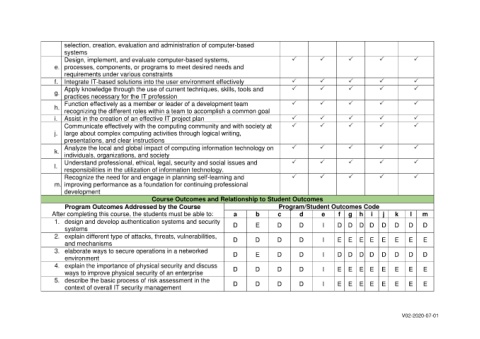 selection, creation, evaluation and administration of computer-based
systems
Design, implement, and evaluate computer-based systems, ✓ ✓ ✓ ✓ ✓
e. processes, components, or programs to meet desired needs and
requirements under various constraints
f. Integrate IT-based solutions into the user environment effectively ✓ ✓ ✓ ✓ ✓
g. Apply knowledge through the use of current techniques, skills, tools and ✓ ✓ ✓ ✓ ✓
practices necessary for the IT profession
h. Function effectively as a member or leader of a development team ✓ ✓ ✓ ✓ ✓
recognizing the different roles within a team to accomplish a common goal
i. Assist in the creation of an effective IT project plan ✓ ✓ ✓ ✓ ✓
Communicate effectively with the computing community and with society at ✓ ✓ ✓ ✓ ✓
j. large about complex computing activities through logical writing,
presentations, and clear instructions
k. Analyze the local and global impact of computing information technology on ✓ ✓ ✓ ✓ ✓
individuals, organizations, and society
l. Understand professional, ethical, legal, security and social issues and ✓ ✓ ✓ ✓ ✓
responsibilities in the utilization of information technology.
Recognize the need for and engage in planning self-learning and ✓ ✓ ✓ ✓ ✓
m. improving performance as a foundation for continuing professional
development
Course Outcomes and Relationship to Student Outcomes
Program Outcomes Addressed by the Course Program/Student Outcomes Code
After completing this course, the students must be able to: a b c d e f g h i j k l m
1. design and develop authentication systems and security D E D D I D D D D D D D D
systems
2. explain different type of attacks, threats, vulnerabilities, D D D D I E E E E E E E E
and mechanisms
3. elaborate ways to secure operations in a networked D E D D I D D D D D D D D
environment
4. explain the importance of physical security and discuss D D D D I E E E E E E E E
ways to improve physical security of an enterprise
5. describe the basic process of risk assessment in the D D D D I E E E E E E E E
context of overall IT security management
V02-2020-07-01